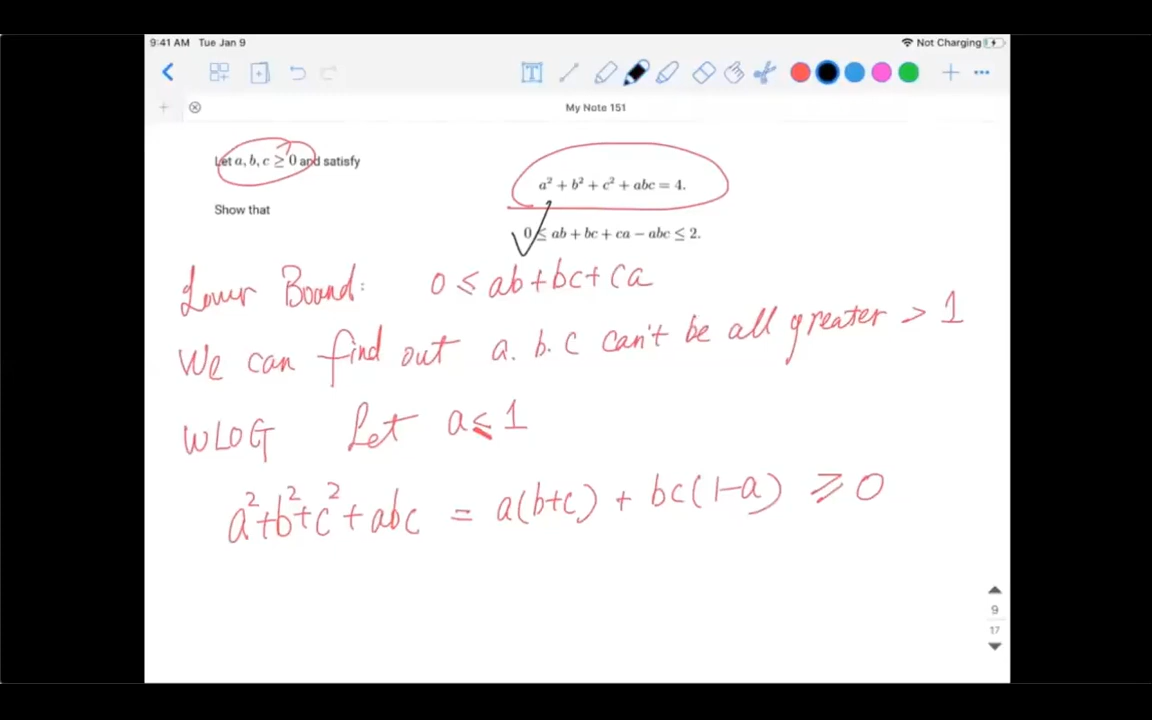 9:41 AM Tue Jan 9
Not Charging
My Note 151
Let a, b, c ≥ 0 and satisfy
a² + b² + c² + abc = 4.
Show that
0 ≤ ab + bc + ca − abc ≤ 2.
Lower Bound: 0 ≤ ab+bc+ca
We can find out a. b. c can't be all greater > 1
WLOG Let a ≤ 1
a²+b²+c²+abc = a(b+c) + bc(1-a) ≥ 0
9
17